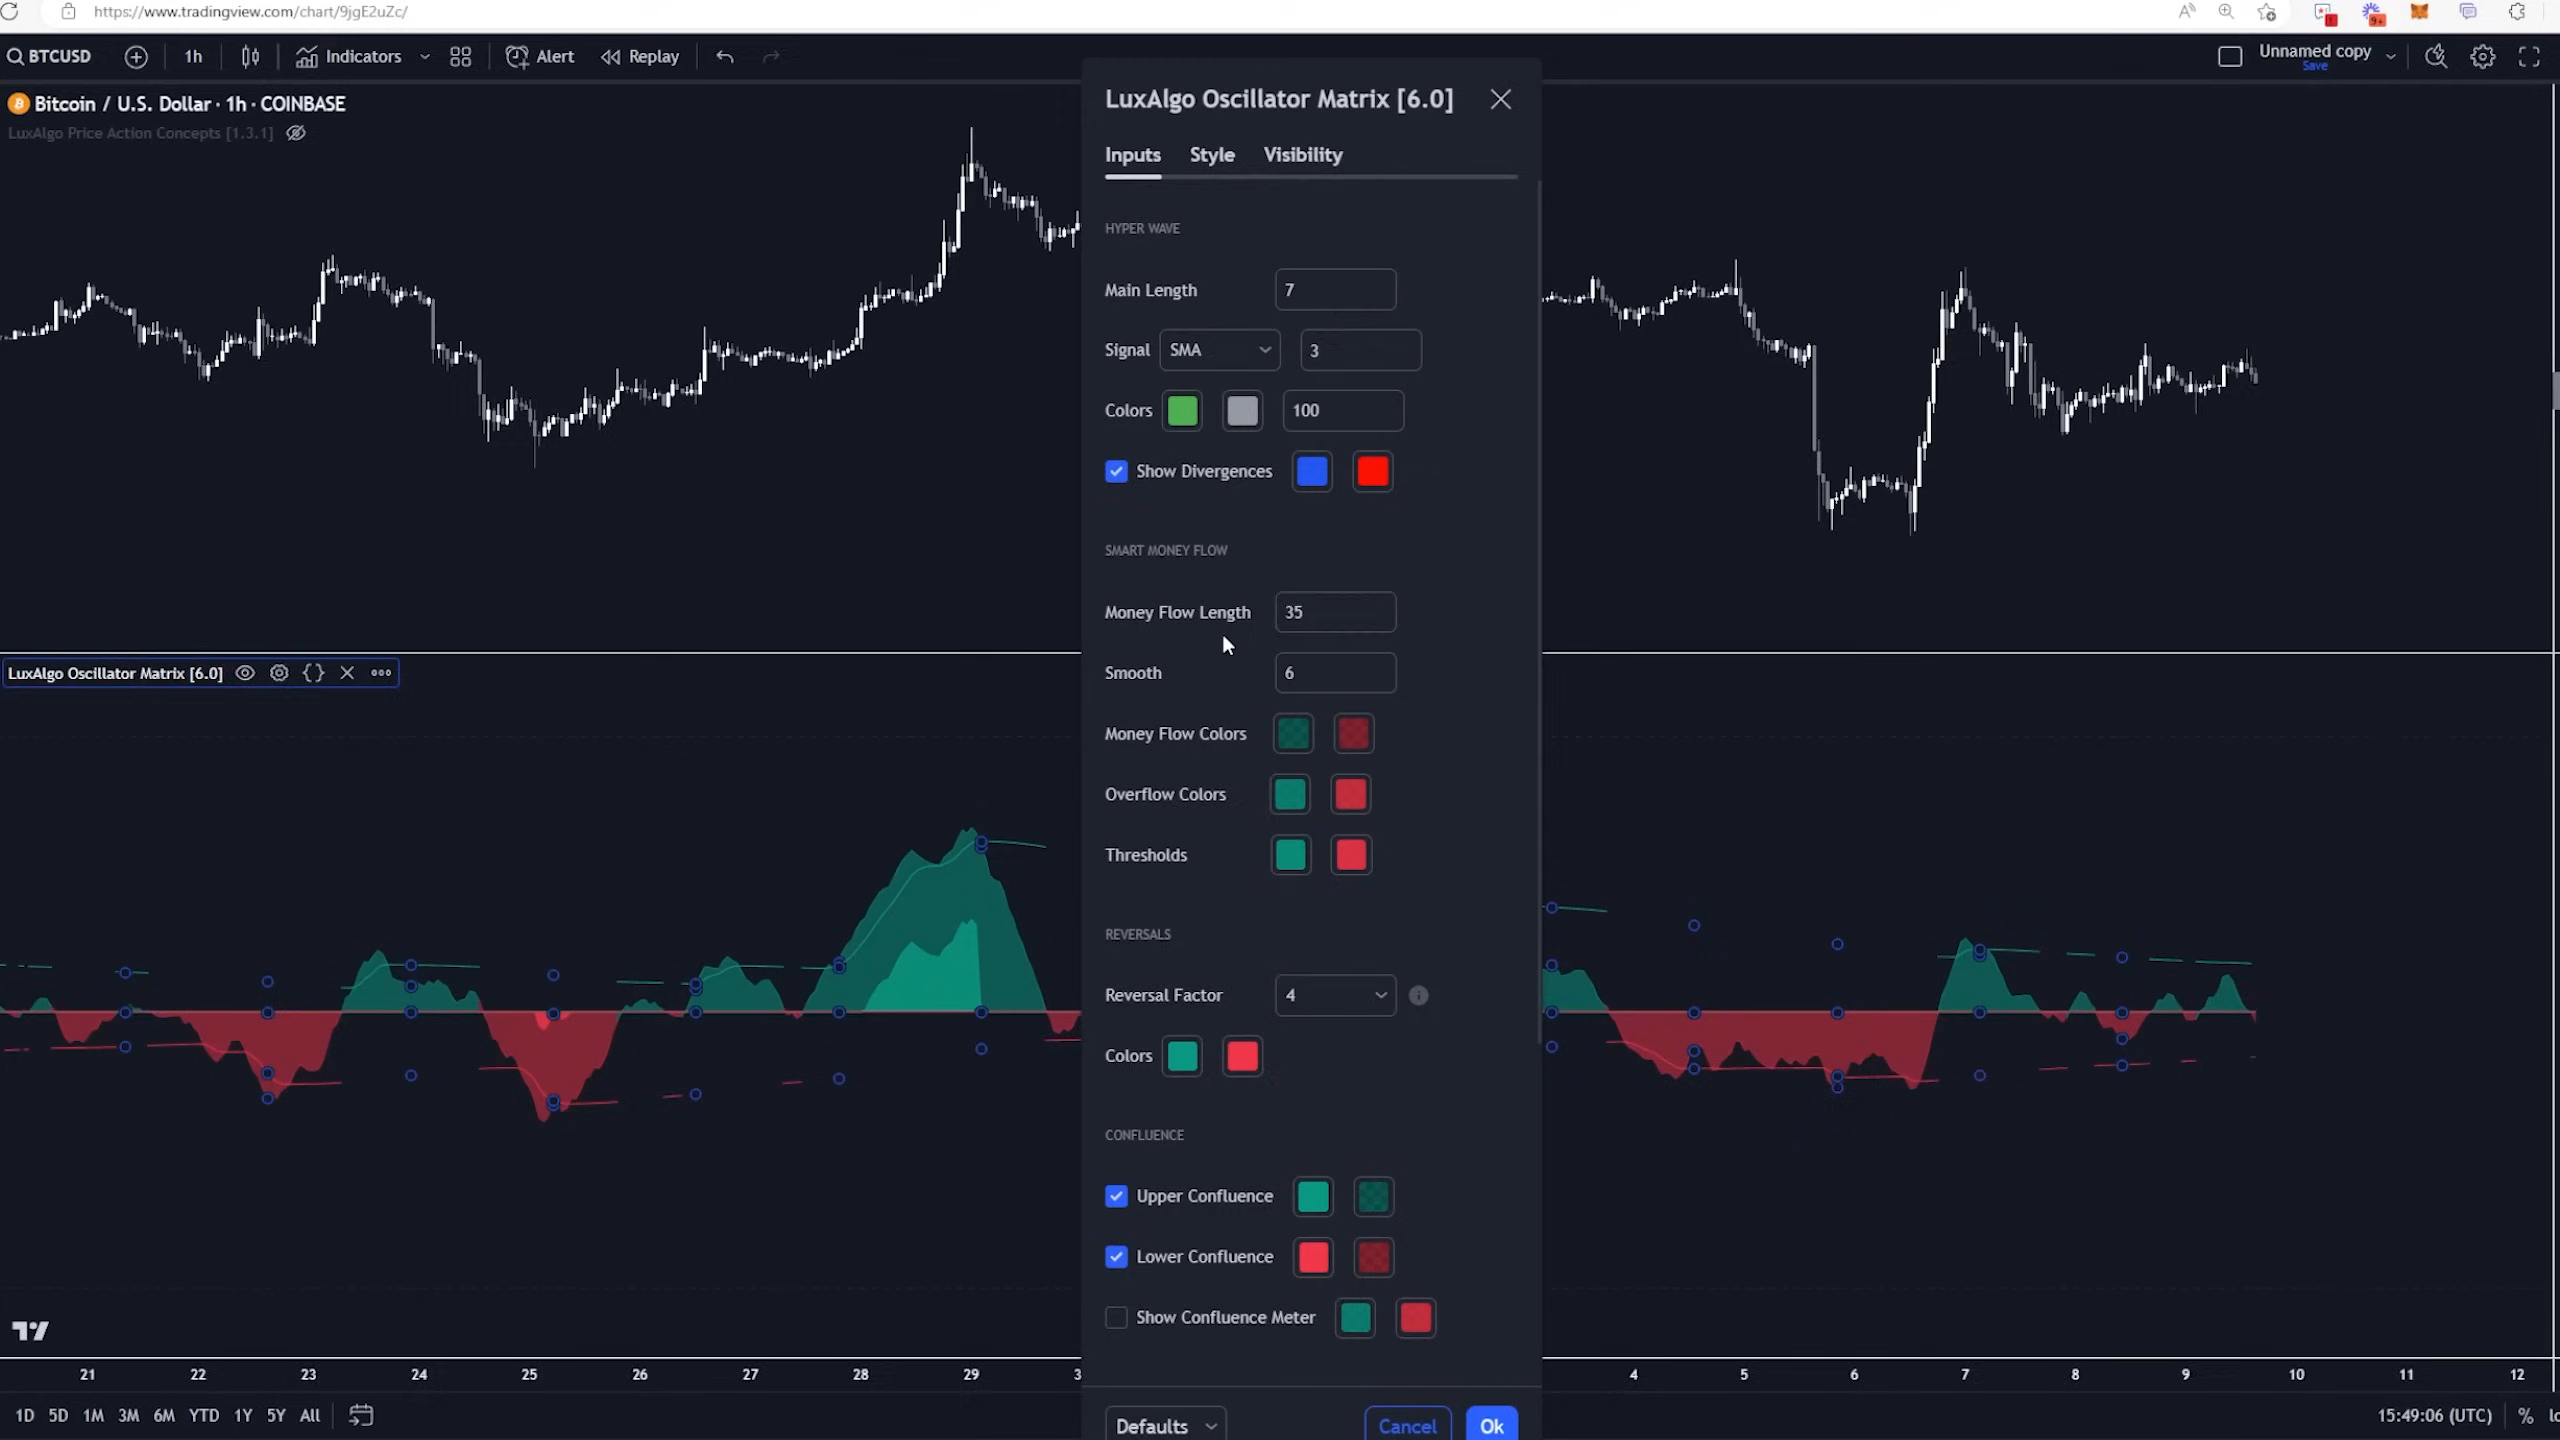 https://www.tradingview.com/chart/9jgE2uZc/
9+
BTCUSD
1h
Indicators
Alert
Replay
Unnamed copy
Save
Bitcoin / U.S. Dollar · 1h · COINBASE
LuxAlgo Price Action Concepts [1.3.1]
LuxAlgo Oscillator Matrix [6.0]
Inputs Style Visibility
HYPER WAVE
Main Length 7
Signal SMA 3
Colors 100
Show Divergences
SMART MONEY FLOW
Money Flow Length 35
Smooth 6
Money Flow Colors
Overflow Colors
Thresholds
REVERSALS
Reversal Factor 4
Colors
CONFLUENCE
Upper Confluence
Lower Confluence
Show Confluence Meter
Defaults Cancel Ok
LuxAlgo Oscillator Matrix [6.0]
21 22 23 24 25 26 27 28 29 3 4 5 6 7 8 9 10 11 12
1D 5D 1M 3M 6M YTD 1Y 5Y All
15:49:06 (UTC) %